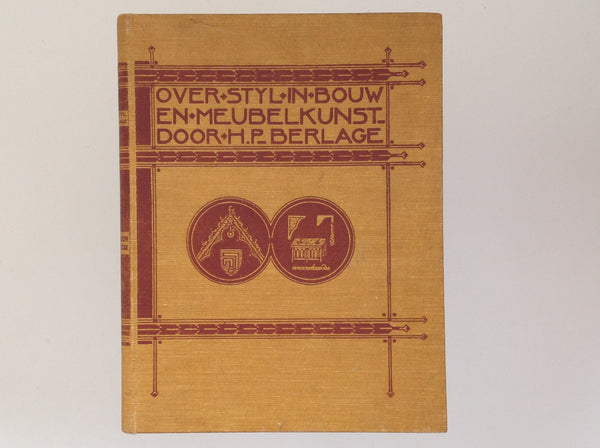 OVER·STYL·IN·BOUW
EN·MEUBELKUNST
DOOR·H.P. BERLAGE